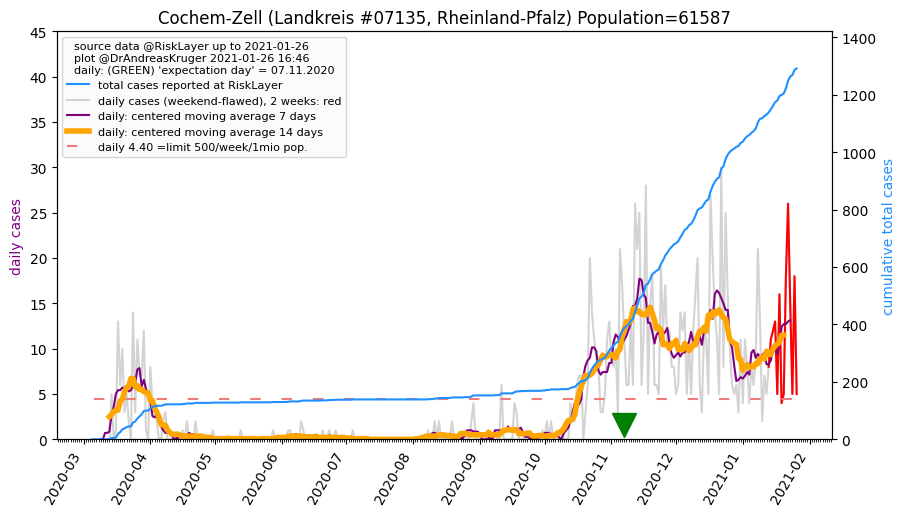 Cochem-Zell (Landkreis #07135, Rheinland-Pfalz) Population=61587
source data @RiskLayer up to 2021-01-26
plot @DrAndreasKruger 2021-01-26 16:46
daily: (GREEN) 'expectation day' = 07.11.2020
total cases reported at RiskLayer
daily cases (weekend-flawed), 2 weeks: red
daily: centered moving average 7 days
daily: centered moving average 14 days
daily 4.40 =limit 500/week/1mio pop.
daily cases
45
40
35
30
25
20
15
10
5
0
cumulative total cases
1400
1200
1000
800
600
400
200
0
2020-03
2020-04
2020-05
2020-06
2020-07
2020-08
2020-09
2020-10
2020-11
2020-12
2021-01
2021-02